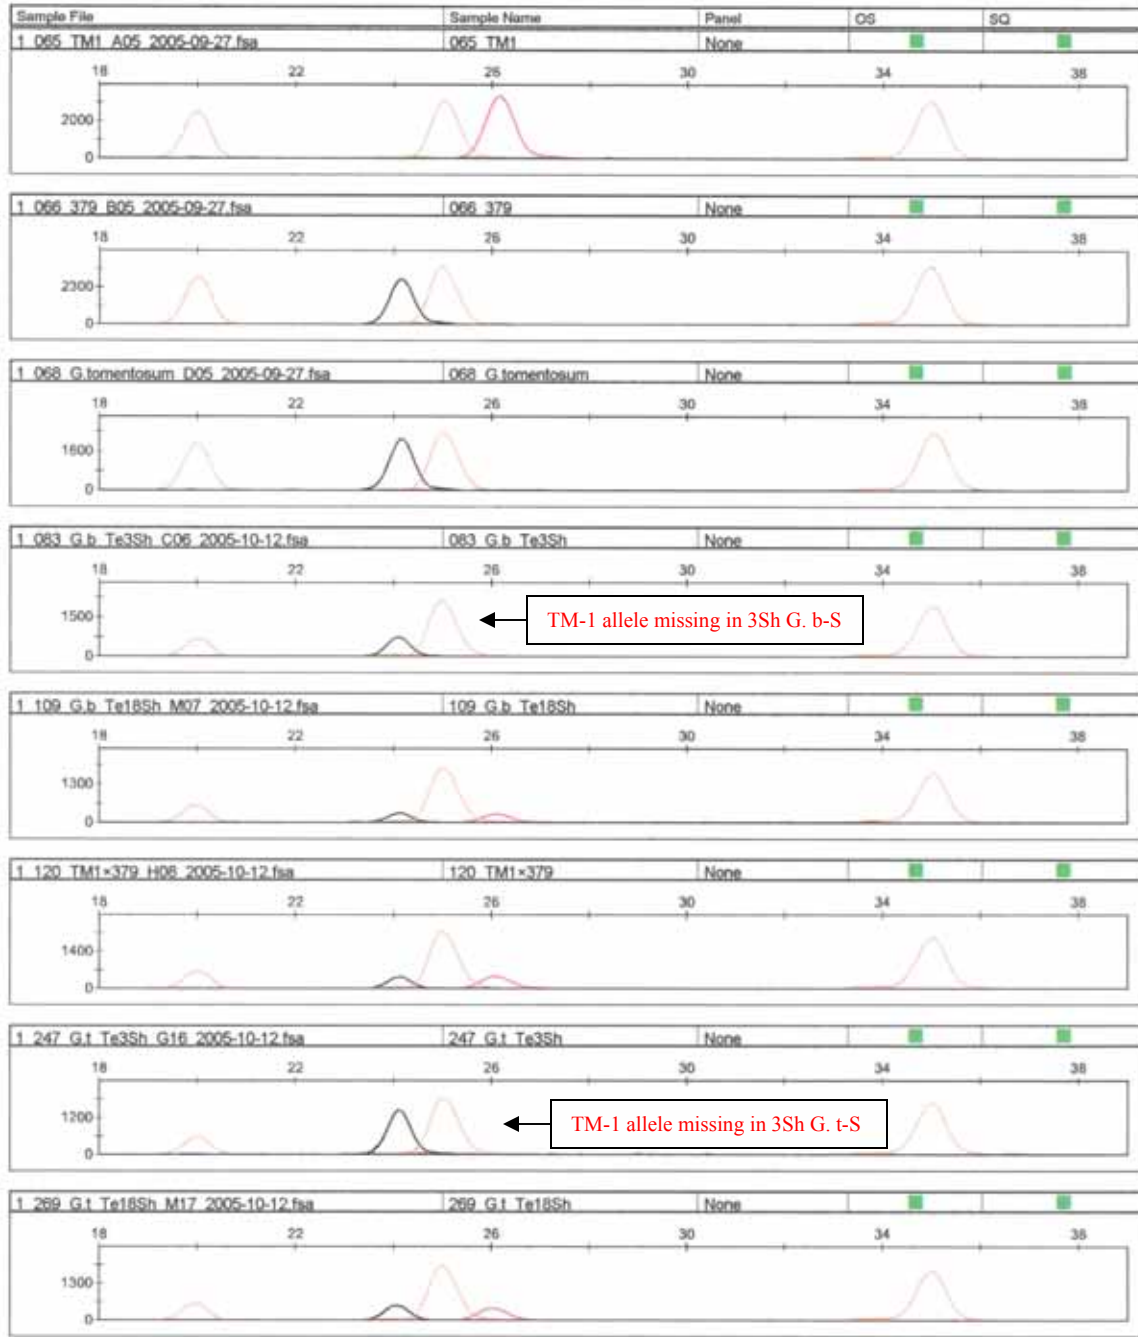 Sample File Sample Name Panel OS SQ
1_065_TM1_A05_2005-09-27.fsa 065_TM1 None
18 22 26 30 34 38
2000
0
1_066_379_B05_2005-09-27.fsa 066_379 None
18 22 26 30 34 38
2300
0
1_068_G.tomentosum_D05_2005-09-27.fsa 068_G.tomentosum None
18 22 26 30 34 38
1600
0
1_083_G.b_Te3Sh_C06_2005-10-12.fsa 083_G.b_Te3Sh None
18 22 26 30 34 38
1500
0
TM-1 allele missing in 3Sh G. b-S
1_109_G.b_Te18Sh_M07_2005-10-12.fsa 109_G.b_Te18Sh None
18 22 26 30 34 38
1300
0
1_120_TM1×379_H06_2005-10-12.fsa 120_TM1×379 None
18 22 26 30 34 38
1400
0
1_247_G.t_Te3Sh_G16_2005-10-12.fsa 247_G.t_Te3Sh None
18 22 26 30 34 38
1200
0
TM-1 allele missing in 3Sh G. t-S
1_269_G.t_Te18Sh_M17_2005-10-12.fsa 269_G.t_Te18Sh None
18 22 26 30 34 38
1300
0